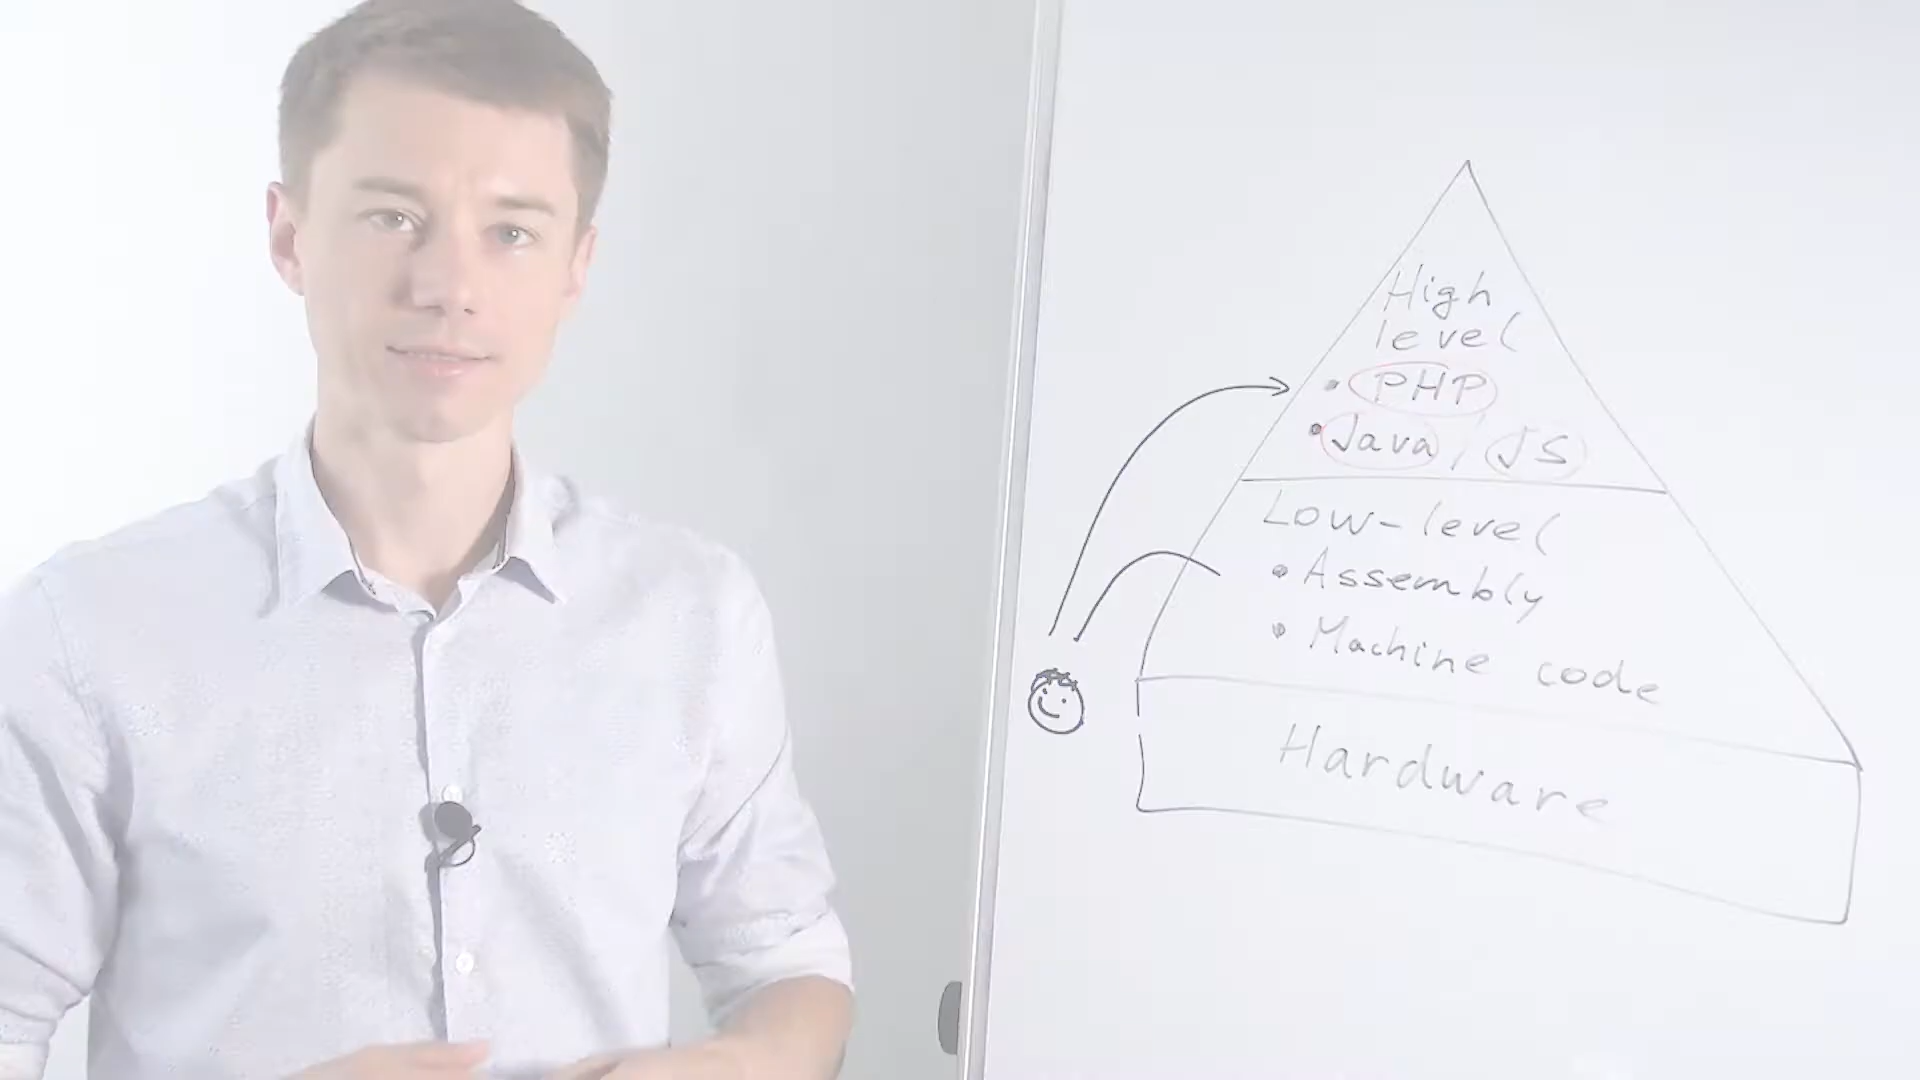 High
level
• PHP
• Java / JS
Low-level
• Assembly
• Machine code
Hardware